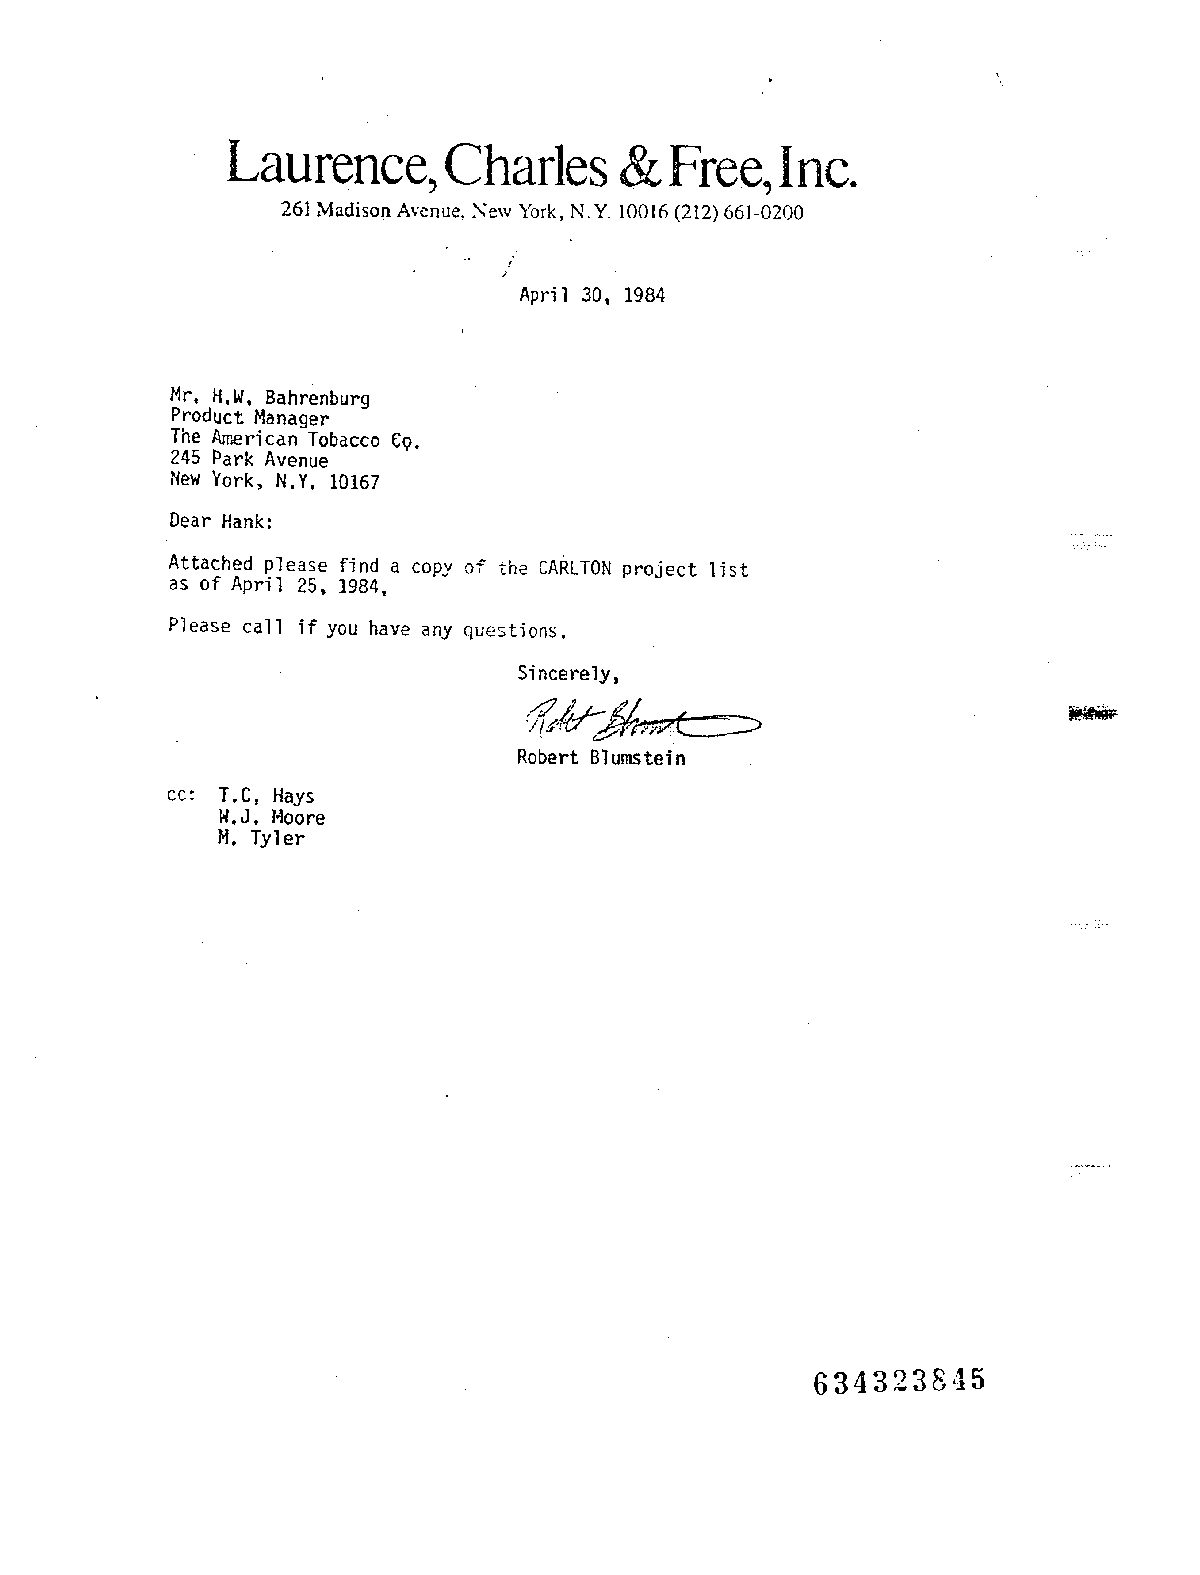 Laurence, Charles & Free, Inc.
261 Madison Avenue, New York, N.Y. 10016 (212) 661-0200
April 30, 1984
Mr. H.W. Bahrenburg
Product Manager
The American Tobacco Co.
245 Park Avenue
New York, N.Y. 10167
Dear Hank:
Attached please find a copy of the CARLTON project list
as of April 25, 1984.
Please call if you have any questions.
Sincerely,
Robert Blumstein
cc: T.C. Hays
W.J. Moore
M. Tyler
634323845